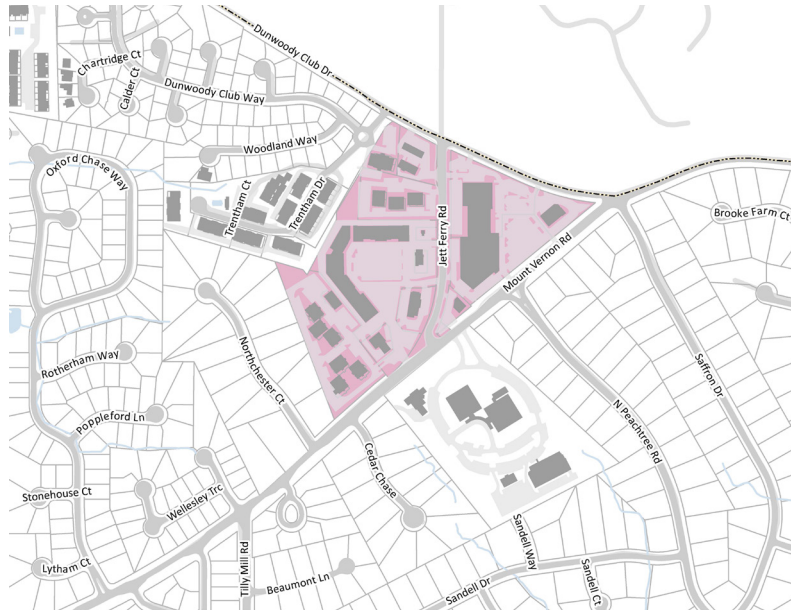 Dunwoody Club Dr
Chartridge Ct
Calder Ct
Dunwoody Club Way
Woodland Way
Oxford Chase Way
Trentham Ct
Trentham Dr
Brooke Farm Ct
Jett Ferry Rd
Mount Vernon Rd
Rotherham Way
Northchester Ct
Saffron Dr
Poppleford Ln
N Peachtree Rd
Cedar Chase
Stonehouse Ct
Wellesley Trc
Sandell Way
Lytham Ct
Tilly Mill Rd
Beaumont Ln
Sandell Dr
Sandell Ct